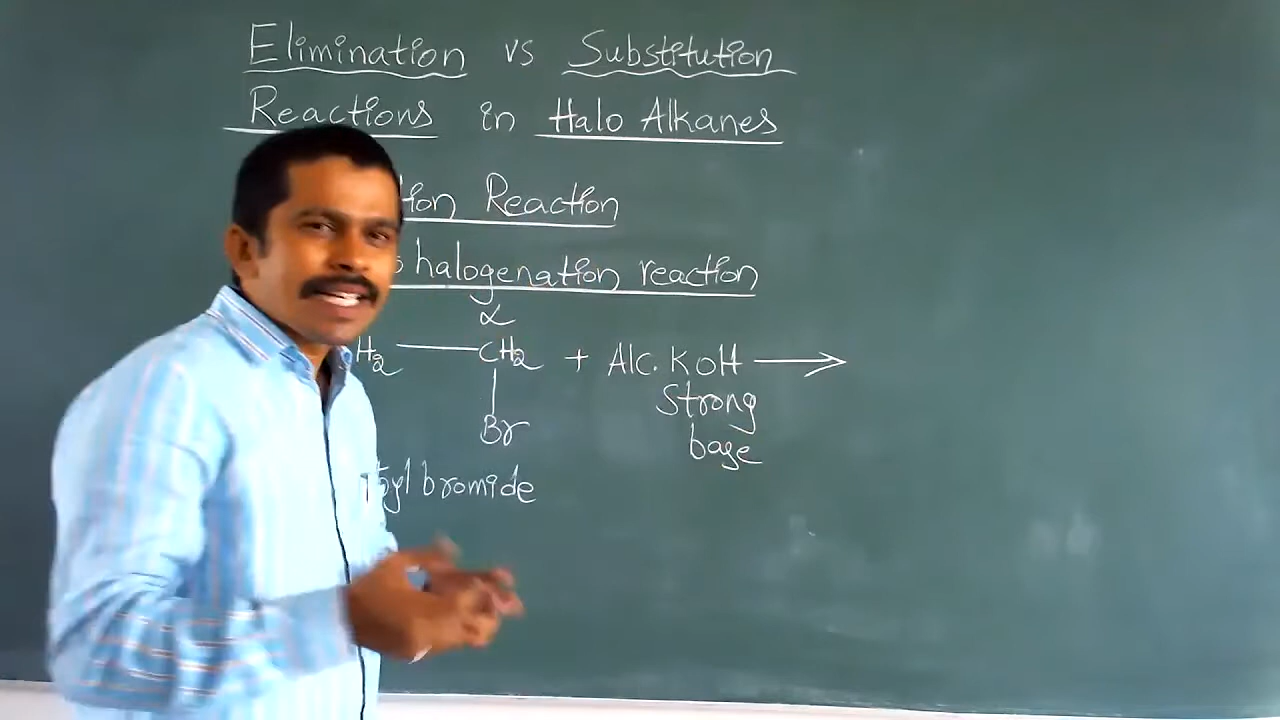 Elimination vs Substitution
Reactions in Halo Alkanes
tion Reaction
halogenation reaction
α
H₂ — CH₂ + Alc. KOH →
Br
Strong
base
yl bromide